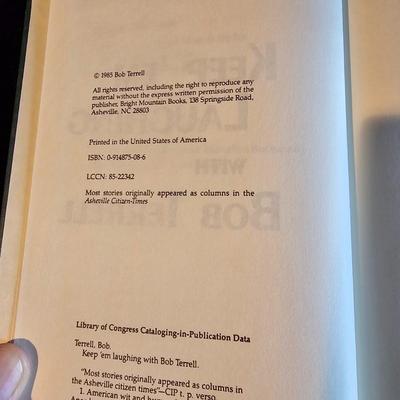 © 1985 Bob Terrell
All rights reserved, including the right to reproduce any
material without the express written permission of the
publisher, Bright Mountain Books, 138 Springside Road,
Asheville, NC 28803
Printed in the United States of America
ISBN: 0-914875-08-6
LCCN: 85-22342
Most stories originally appeared as columns in the
Asheville Citizen-Times
Library of Congress Cataloging-in-Publication Data
Terrell, Bob.
Keep 'em laughing with Bob Terrell.
"Most stories originally appeared as columns in
the Asheville citizen times"—CIP t. p. verso.
1. American wit and